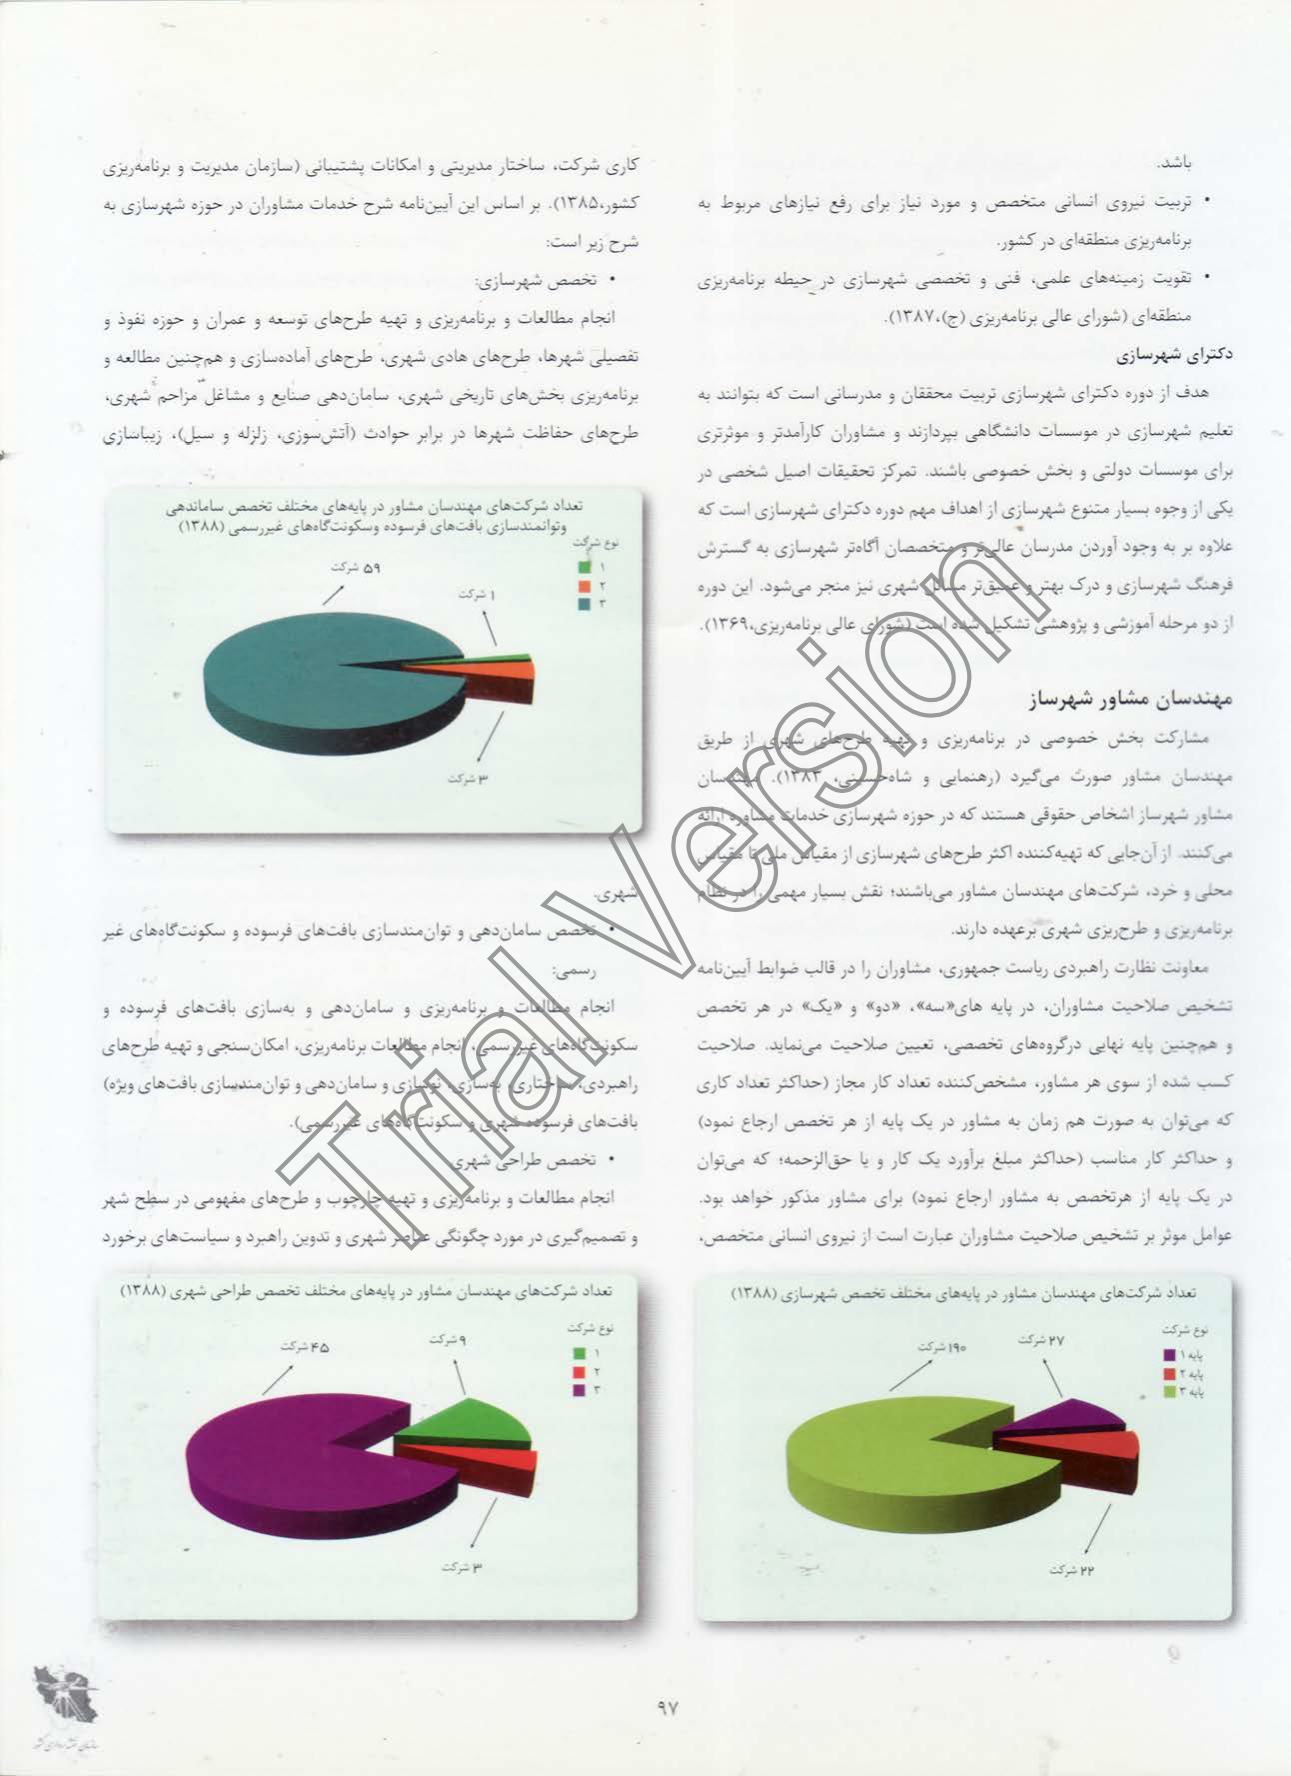 باشد.
• تربیت نیروی انسانی متخصص و مورد نیاز برای رفع نیازهای مربوط به
برنامه‌ریزی منطقه‌ای در کشور.
• تقویت زمینه‌های علمی، فنی و تخصصی شهرسازی در حیطه برنامه‌ریزی
منطقه‌ای (شورای عالی برنامه‌ریزی (ج)،۱۳۸۷).
دکترای شهرسازی
هدف از دوره دکترای شهرسازی تربیت محققان و مدرسانی است که بتوانند به
تعلیم شهرسازی در موسسات دانشگاهی بپردازند و مشاوران کارآمدتر و موثرتری
برای موسسات دولتی و بخش خصوصی باشند. تمرکز تحقیقات اصیل شخصی در
یکی از وجوه بسیار متنوع شهرسازی از اهداف مهم دوره دکترای شهرسازی است که
علاوه بر به وجود آوردن مدرسان عالی‌تر و متخصصان آگاه‌تر شهرسازی به گسترش
فرهنگ شهرسازی و درک بهتر و عمیق‌تر مسائل شهری نیز منجر می‌شود. این دوره
از دو مرحله آموزشی و پژوهشی تشکیل شده است (شورای عالی برنامه‌ریزی،۱۳۶۹).
مهندسان مشاور شهرساز
مشارکت بخش خصوصی در برنامه‌ریزی و تهیه طرح‌های شهری از طریق
مهندسان مشاور صورت می‌گیرد (رهنمایی و شاه‌حسینی، ۱۳۸۳). مهندسان
مشاور شهرساز اشخاص حقوقی هستند که در حوزه شهرسازی خدمات مشاوره ارائه
می‌کنند. از آن‌جایی که تهیه‌کننده اکثر طرح‌های شهرسازی از مقیاس ملی تا مقیاس
محلی و خرد، شرکت‌های مهندسان مشاور می‌باشند؛ نقش بسیار مهمی را در نظام
برنامه‌ریزی و طرح‌ریزی شهری برعهده دارند.
معاونت نظارت راهبردی ریاست جمهوری، مشاوران را در قالب ضوابط آیین‌نامه
تشخیص صلاحیت مشاوران، در پایه های«سه»، «دو» و «یک» در هر تخصص
و هم‌چنین پایه نهایی درگروه‌های تخصصی، تعیین صلاحیت می‌نماید. صلاحیت
کسب شده از سوی هر مشاور، مشخص‌کننده تعداد کار مجاز (حداکثر تعداد کاری
که می‌توان به صورت هم زمان به مشاور در یک پایه از هر تخصص ارجاع نمود)
و حداکثر کار مناسب (حداکثر مبلغ برآورد یک کار و یا حق‌الزحمه؛ که می‌توان
در یک پایه از هرتخصص به مشاور ارجاع نمود) برای مشاور مذکور خواهد بود.
عوامل موثر بر تشخیص صلاحیت مشاوران عبارت است از نیروی انسانی متخصص،
تعداد شرکت‌های مهندسان مشاور در پایه‌های مختلف تخصص شهرسازی (۱۳۸۸)
نوع شرکت
پایه ۱
پایه ۲
پایه ۳
۲۷ شرکت
۱۹۰ شرکت
۲۲ شرکت
کاری شرکت، ساختار مدیریتی و امکانات پشتیبانی (سازمان مدیریت و برنامه‌ریزی
کشور،۱۳۸۵). بر اساس این آیین‌نامه شرح خدمات مشاوران در حوزه شهرسازی به
شرح زیر است:
• تخصص شهرسازی:
انجام مطالعات و برنامه‌ریزی و تهیه طرح‌های توسعه و عمران و حوزه نفوذ و
تفصیلی شهرها، طرح‌های هادی شهری، طرح‌های آماده‌سازی و هم‌چنین مطالعه و
برنامه‌ریزی بخش‌های تاریخی شهری، سامان‌دهی صنایع و مشاغل مزاحم شهری،
طرح‌های حفاظت شهرها در برابر حوادث (آتش‌سوزی، زلزله و سیل)، زیباسازی
تعداد شرکت‌های مهندسان مشاور در پایه‌های مختلف تخصص ساماندهی
وتوانمندسازی بافت‌های فرسوده وسکونت‌گاه‌های غیررسمی (۱۳۸۸)
نوع شرکت
۱
۲
۳
۵۹ شرکت
۱ شرکت
۳ شرکت
شهری.
• تخصص سامان‌دهی و توان‌مندسازی بافت‌های فرسوده و سکونت‌گاه‌های غیر
رسمی:
انجام مطالعات و برنامه‌ریزی و سامان‌دهی و به‌سازی بافت‌های فرسوده و
سکونت‌گاه‌های غیررسمی، انجام مطالعات برنامه‌ریزی، امکان‌سنجی و تهیه طرح‌های
راهبردی، ساختاری، به‌سازی، نوسازی و سامان‌دهی و توان‌مندسازی بافت‌های ویژه)
بافت‌های فرسوده شهری و سکونت‌گاه‌های غیررسمی).
• تخصص طراحی شهری
انجام مطالعات و برنامه‌ریزی و تهیه چارچوب و طرح‌های مفهومی در سطح شهر
و تصمیم‌گیری در مورد چگونگی عناصر شهری و تدوین راهبرد و سیاست‌های برخورد
تعداد شرکت‌های مهندسان مشاور در پایه‌های مختلف تخصص طراحی شهری (۱۳۸۸)
نوع شرکت
۱
۲
۳
۹ شرکت
۴۵ شرکت
۳ شرکت
Trial Version
۹۷
سازمان نقشه برداری کشور